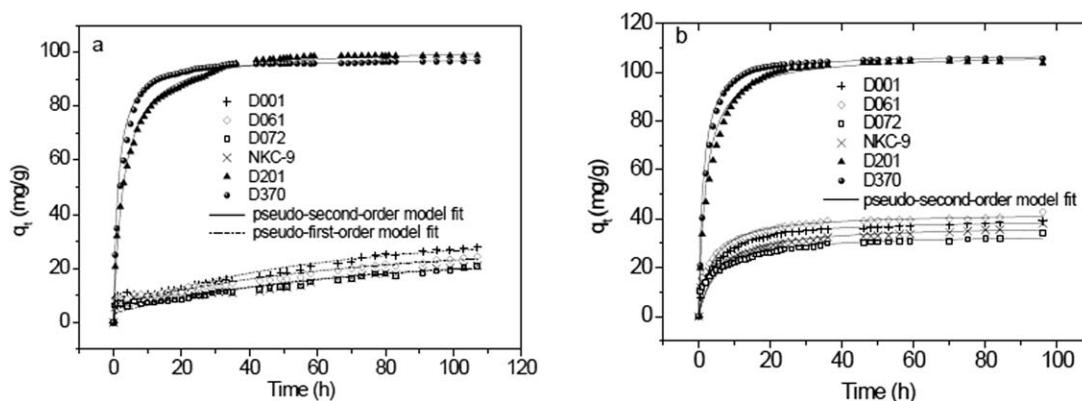 a
100
80
60
40
20
0
qt (mg/g)
D001
D061
D072
NKC-9
D201
D370
pseudo-second-order model fit
pseudo-first-order model fit
0 20 40 60 80 100 120
Time (h)
b
120
100
80
60
40
20
0
qt (mg/g)
D001
D061
D072
NKC-9
D201
D370
pseudo-second-order model fit
0 20 40 60 80 100
Time (h)